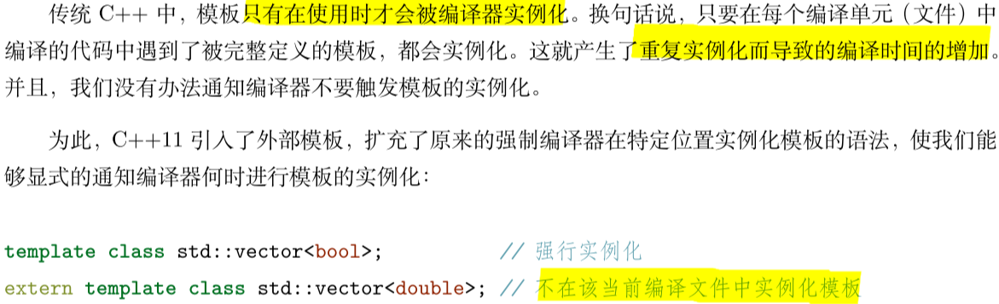 传统 C++ 中，模板只有在使用时才会被编译器实例化。换句话说，只要在每个编译单元（文件）中
编译的代码中遇到了被完整定义的模板，都会实例化。这就产生了重复实例化而导致的编译时间的增加。
并且，我们没有办法通知编译器不要触发模板的实例化。
为此，C++11 引入了外部模板，扩充了原来的强制编译器在特定位置实例化模板的语法，使我们能
够显式的通知编译器何时进行模板的实例化：
template class std::vector<bool>; // 强行实例化
extern template class std::vector<double>; // 不在该当前编译文件中实例化模板